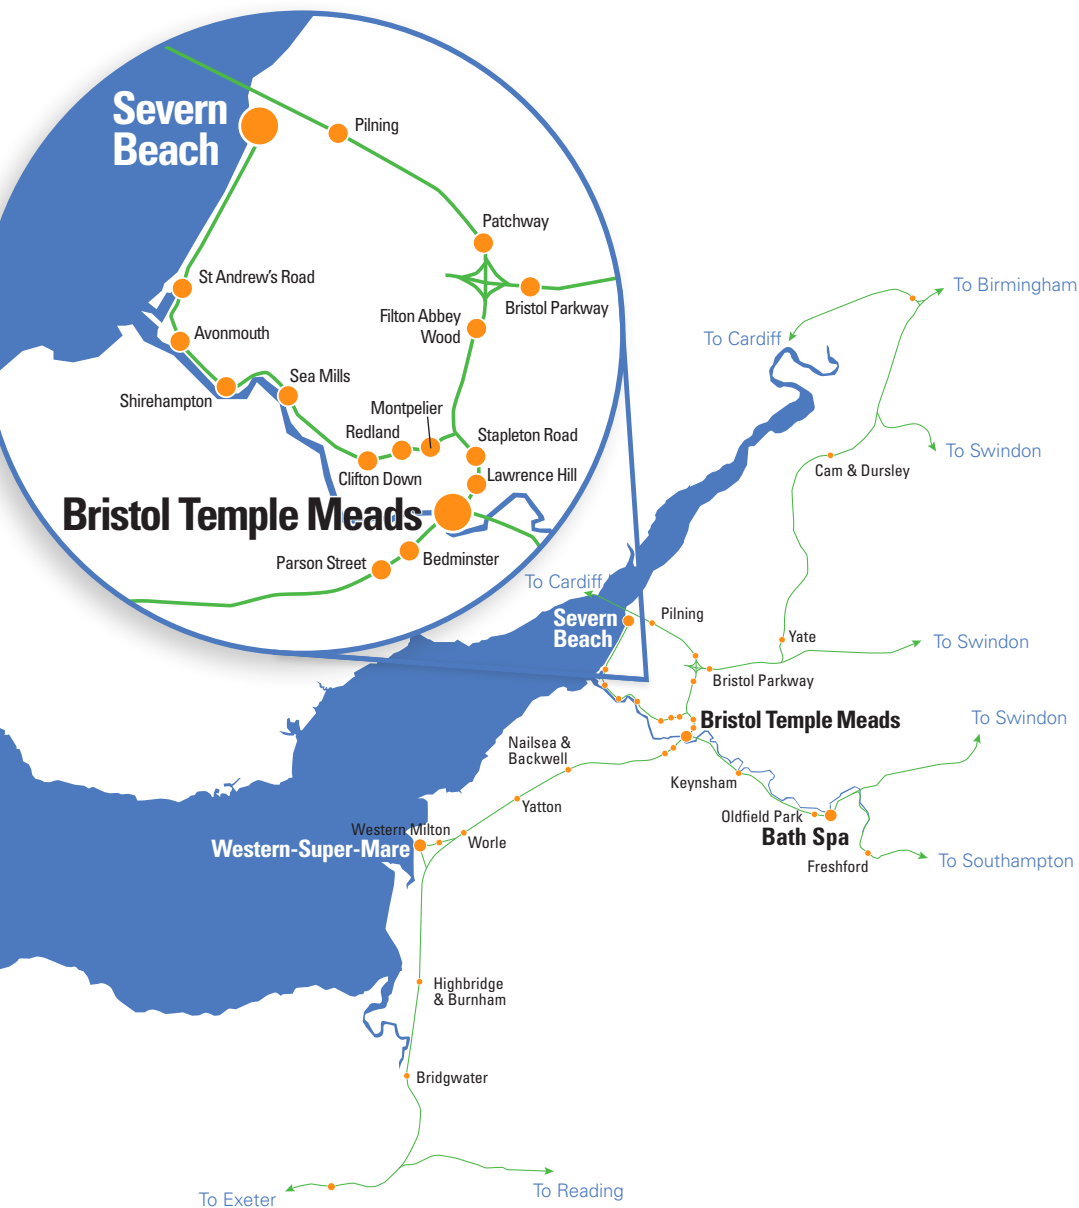 Severn
Beach
Pilning
Patchway
St Andrew's Road
Bristol Parkway
Filton Abbey
Wood
Avonmouth
Sea Mills
Shirehampton
Montpelier
Redland
Stapleton Road
Clifton Down
Lawrence Hill
Bristol Temple Meads
Parson Street
Bedminster
To Birmingham
To Cardiff
To Swindon
Cam & Dursley
To Cardiff
Severn
Beach
Pilning
Yate
To Swindon
Bristol Parkway
Bristol Temple Meads
To Swindon
Nailsea &
Backwell
Keynsham
Yatton
Oldfield Park
Bath Spa
Western Milton
Worle
Western-Super-Mare
Freshford
To Southampton
Highbridge
& Burnham
Bridgwater
To Exeter
To Reading